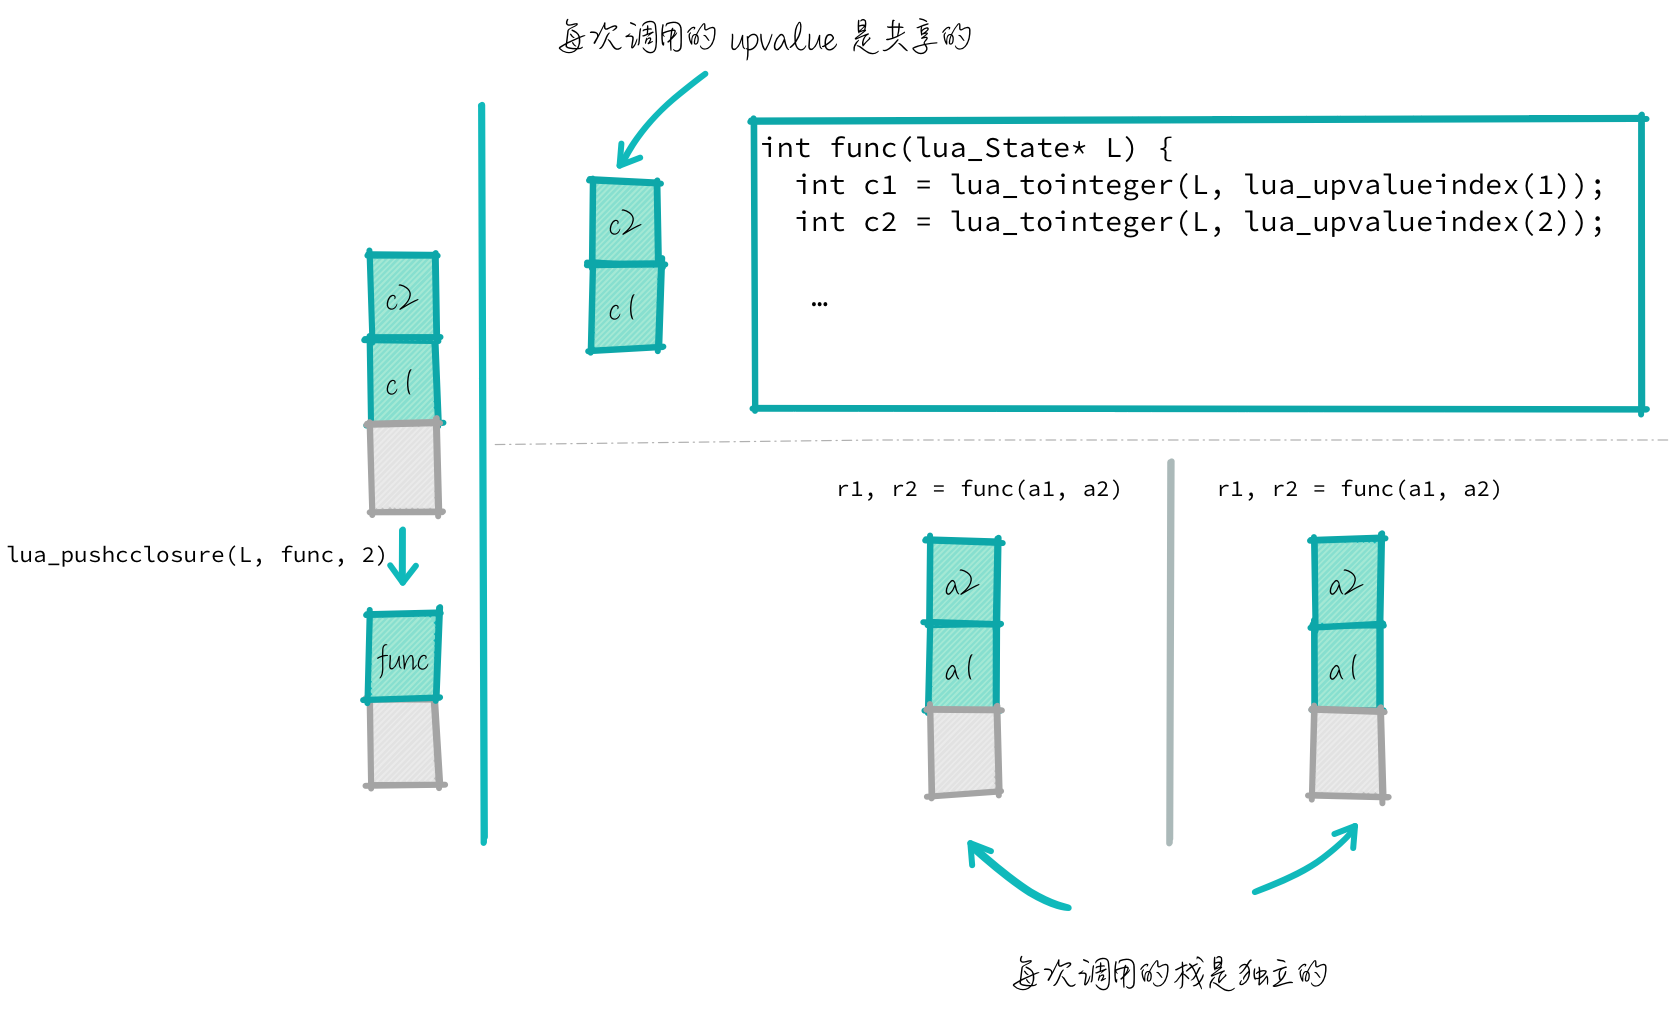 每次调用的 upvalue 是共享的
int func(lua_State* L) {
int c1 = lua_tointeger(L, lua_upvalueindex(1));
int c2 = lua_tointeger(L, lua_upvalueindex(2));
…
c2
c1
c2
c1
lua_pushcclosure(L, func, 2)
func
r1, r2 = func(a1, a2)
a2
a1
r1, r2 = func(a1, a2)
a2
a1
每次调用的栈是独立的